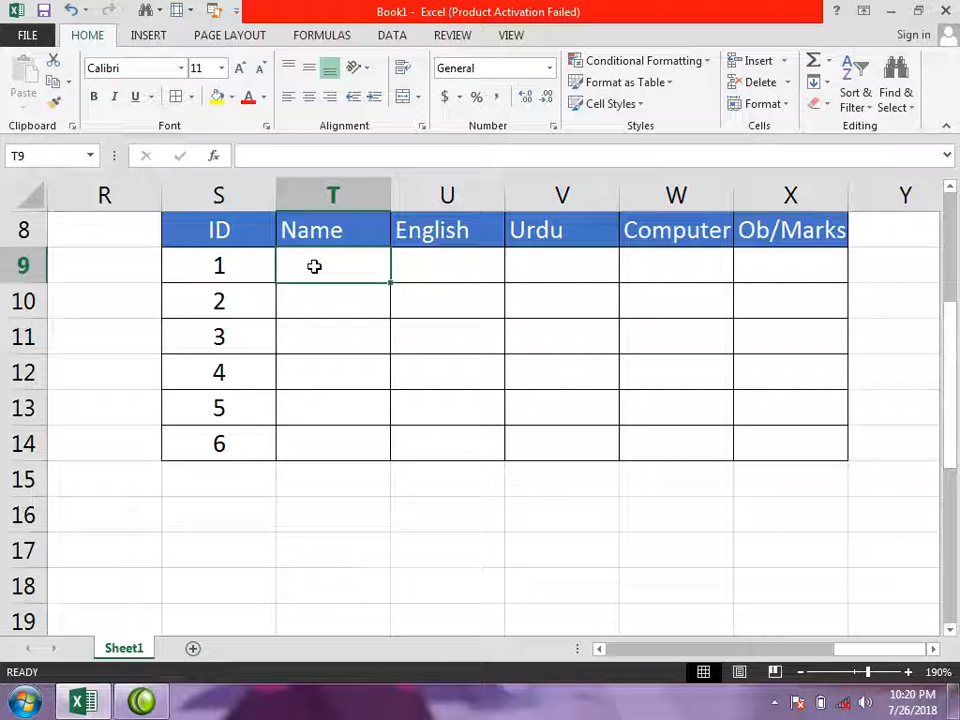 Book1 - Excel (Product Activation Failed)
FILE HOME INSERT PAGE LAYOUT FORMULAS DATA REVIEW VIEW Sign in
Paste Calibri 11 General Conditional Formatting Format as Table Cell Styles Insert Delete Format Sort & Filter Find & Select
Clipboard Font Alignment Number Styles Cells Editing
T9
R S T U V W X Y
8 ID Name English Urdu Computer Ob/Marks
9 1
10 2
11 3
12 4
13 5
14 6
15
16
17
18
19
Sheet1
READY 190%
10:20 PM
7/26/2018